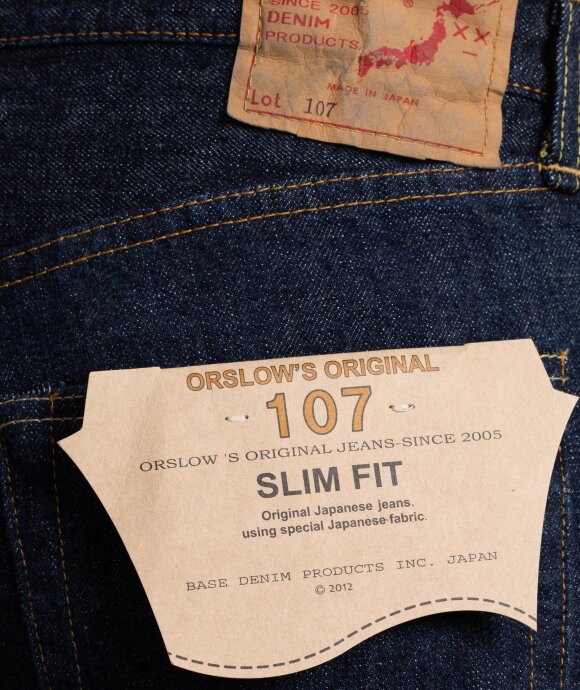 SINCE 2005 ®
DENIM
PRODUCTS.
XX
MADE IN JAPAN
Lot 107
ORSLOW'S ORIGINAL
107
ORSLOW 'S ORIGINAL JEANS-SINCE 2005
SLIM FIT
Original Japanese jeans.
using special Japanese fabric.
BASE DENIM PRODUCTS INC. JAPAN
© 2012